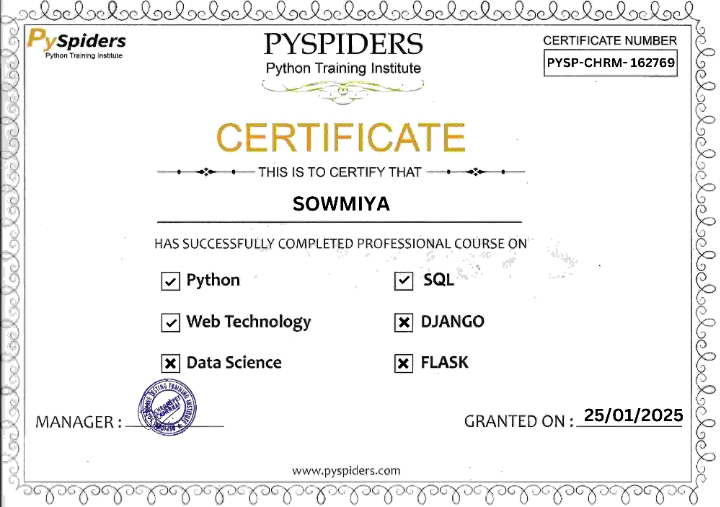 PySpiders
Python Training Institute
PYSPIDERS
Python Training Institute
CERTIFICATE NUMBER
PYSP-CHRM- 162769
CERTIFICATE
THIS IS TO CERTIFY THAT
SOWMIYA
HAS SUCCESSFULLY COMPLETED PROFESSIONAL COURSE ON
Python
SQL
Web Technology
DJANGO
Data Science
FLASK
MANAGER :
GRANTED ON : 25/01/2025
www.pyspiders.com